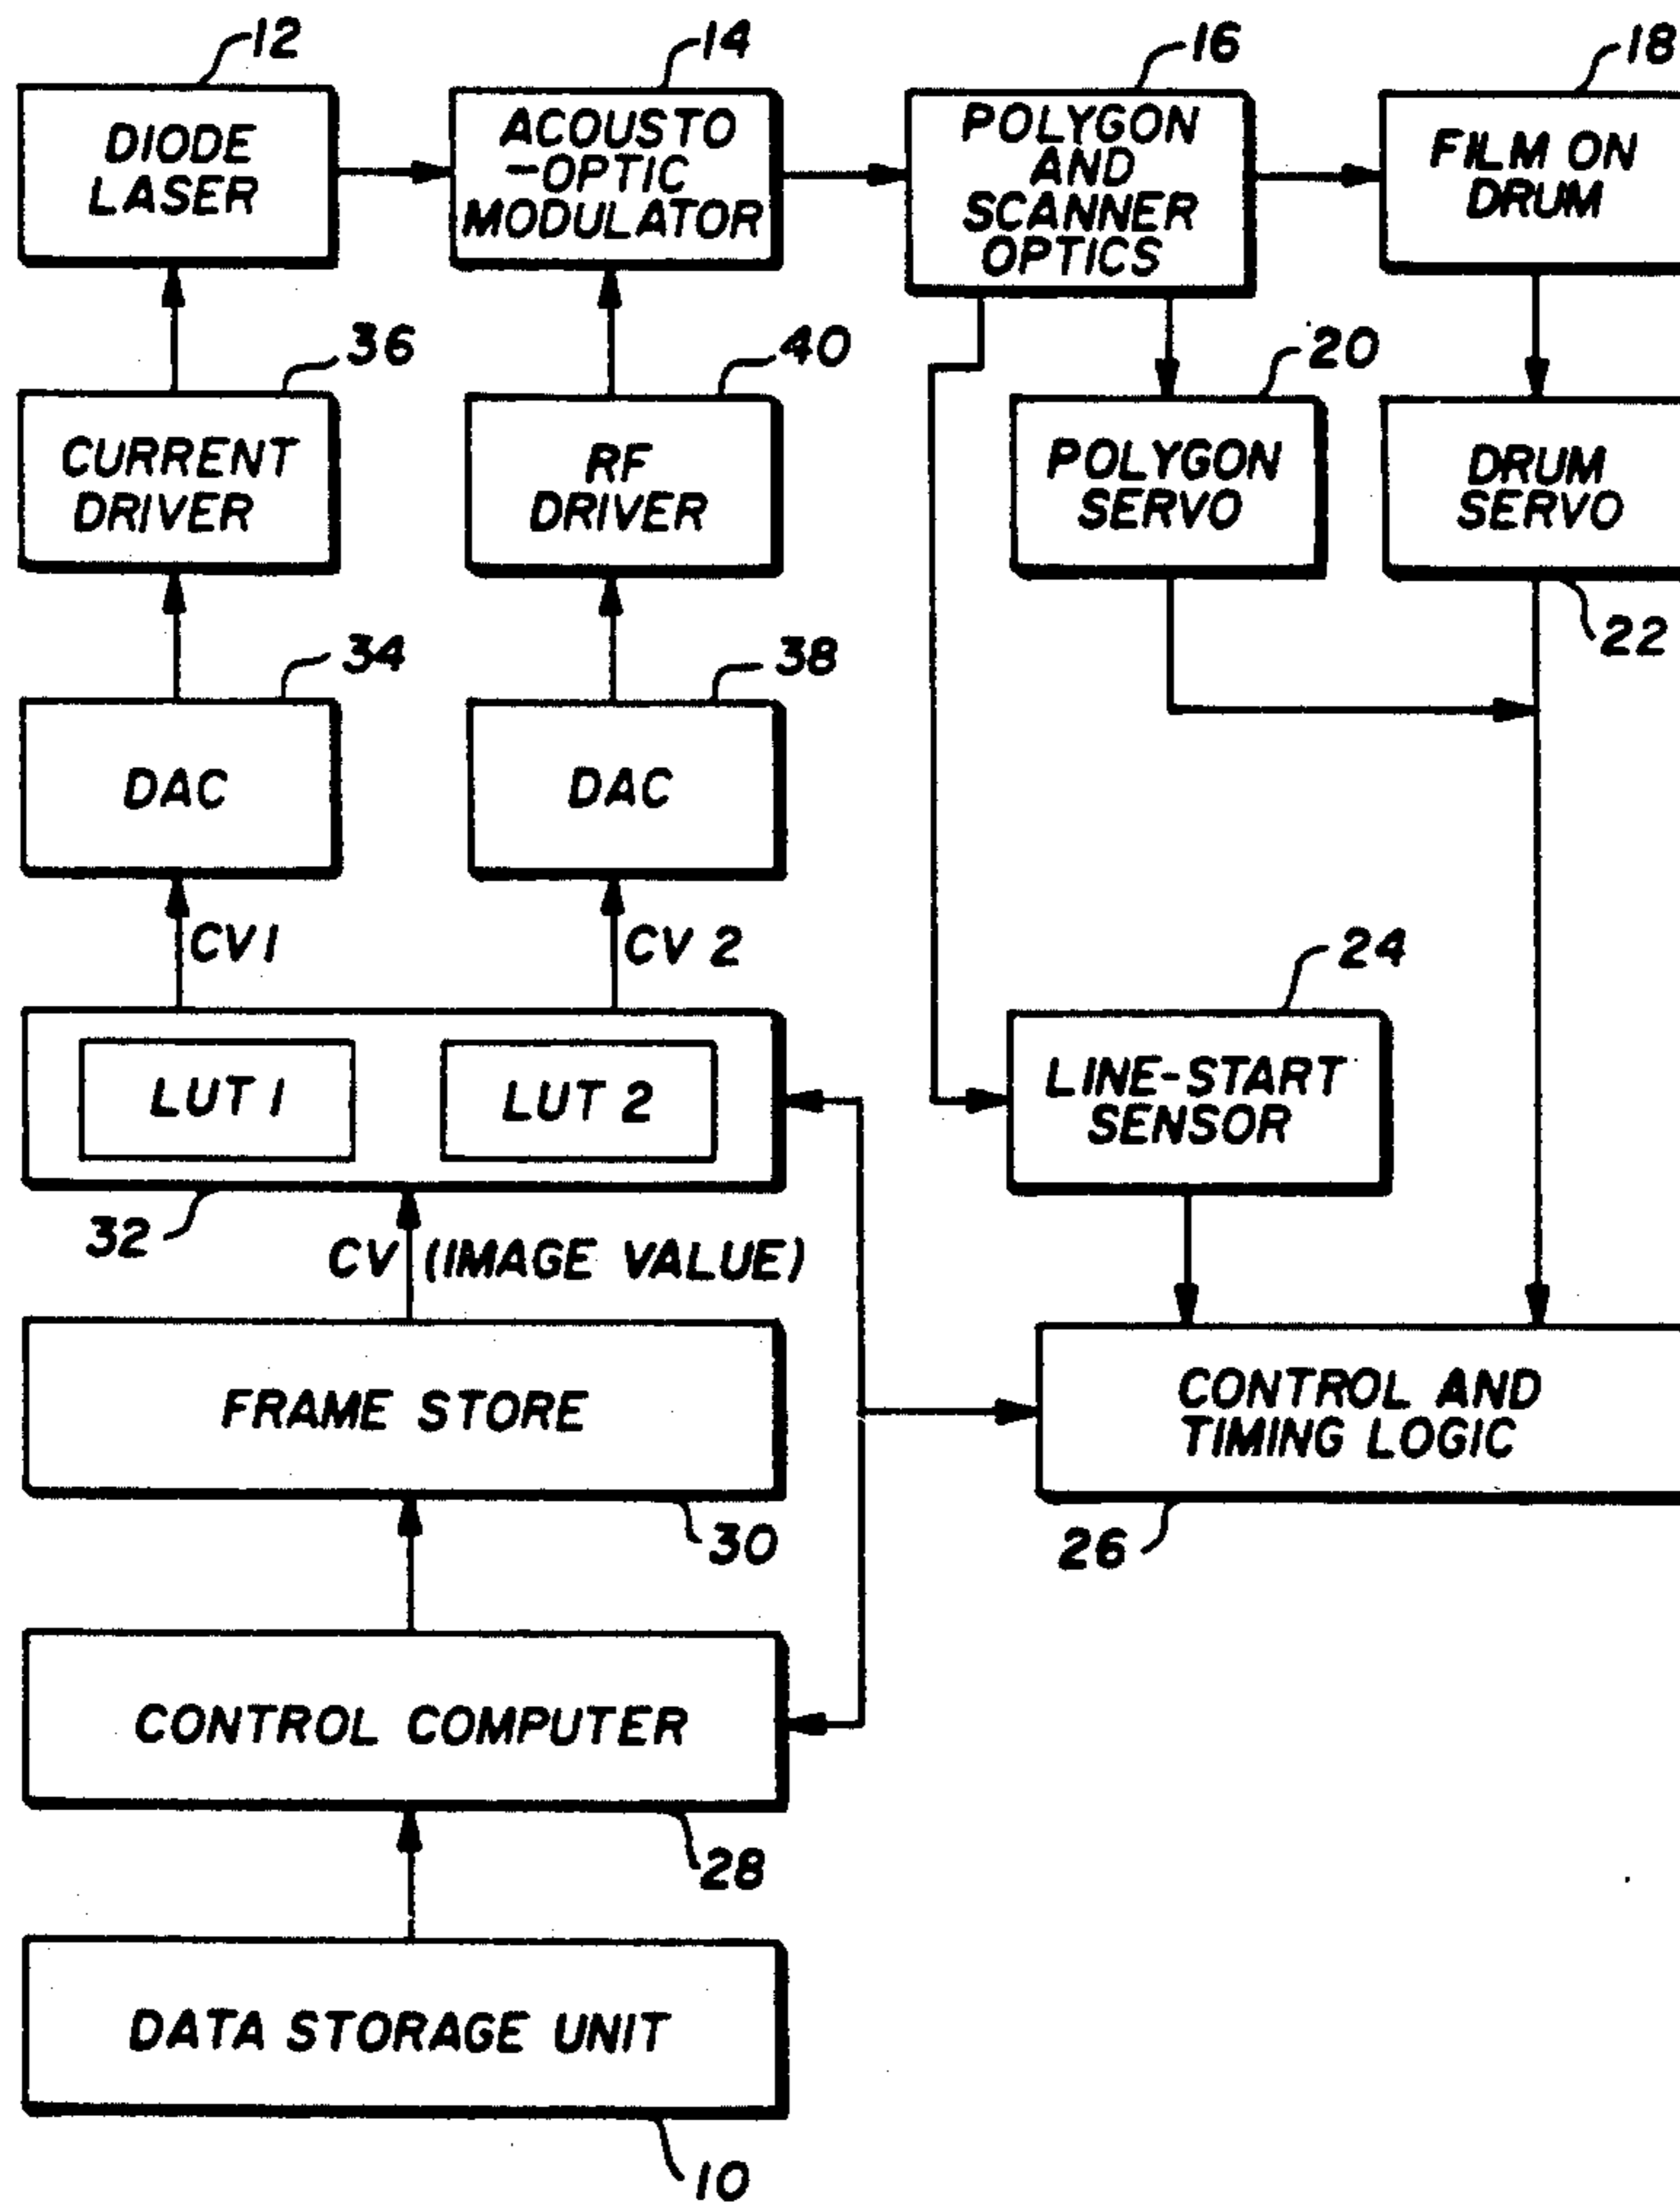 12
14
16
18
DIODE
LASER
ACOUSTO
-OPTIC
MODULATOR
POLYGON
AND
SCANNER
OPTICS
FILM ON
DRUM
36
40
20
CURRENT
DRIVER
RF
DRIVER
POLYGON
SERVO
DRUM
SERVO
22
34
38
DAC
DAC
CV 1
CV 2
24
LUT 1
LUT 2
LINE-START
SENSOR
32
CV (IMAGE VALUE)
FRAME STORE
CONTROL AND
TIMING LOGIC
30
26
CONTROL COMPUTER
28
DATA STORAGE UNIT
10